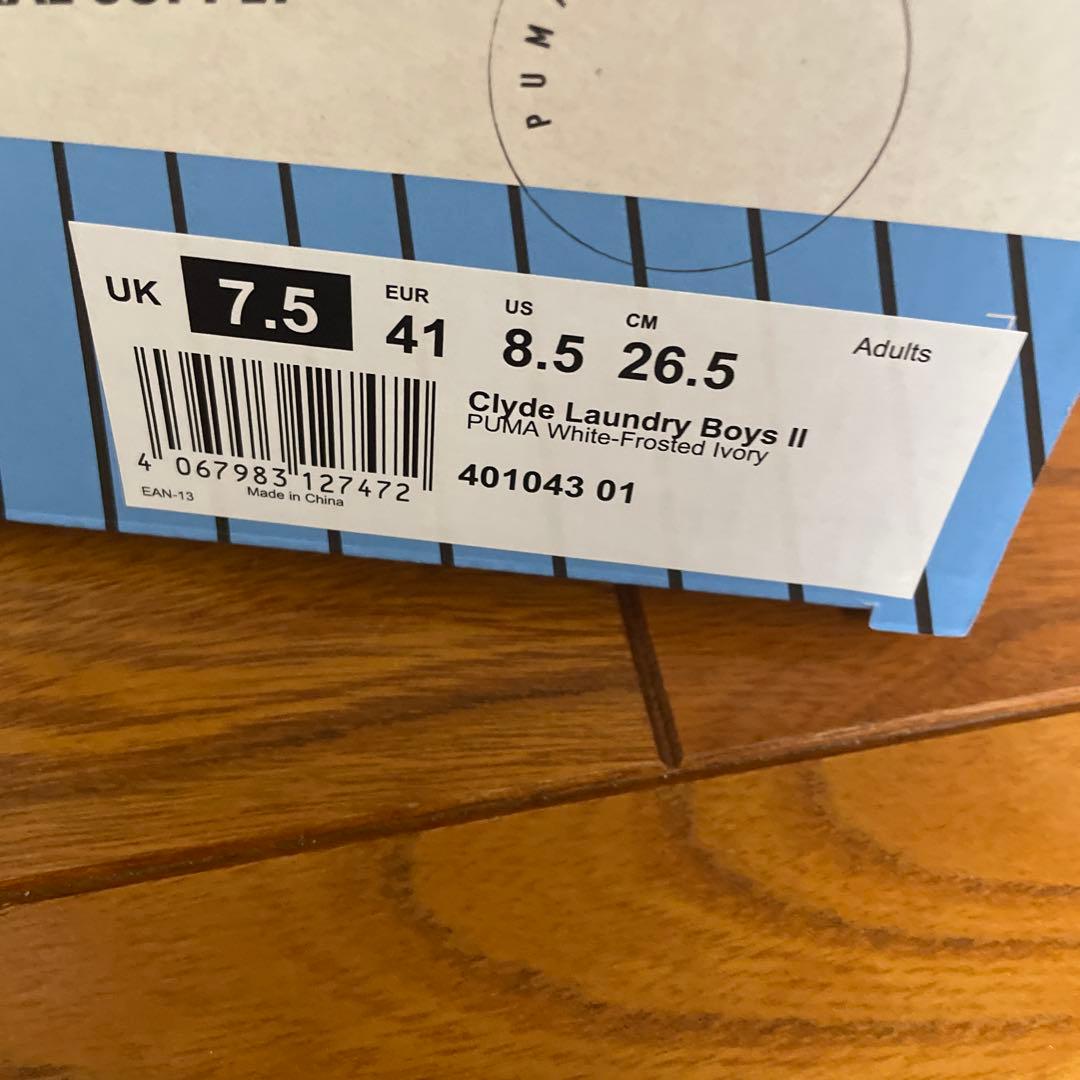 PUMA
UK 7.5 EUR 41 US 8.5 CM 26.5 Adults
Clyde Laundry Boys II
PUMA White-Frosted Ivory
401043 01
4 067983 127472
EAN-13 Made in China